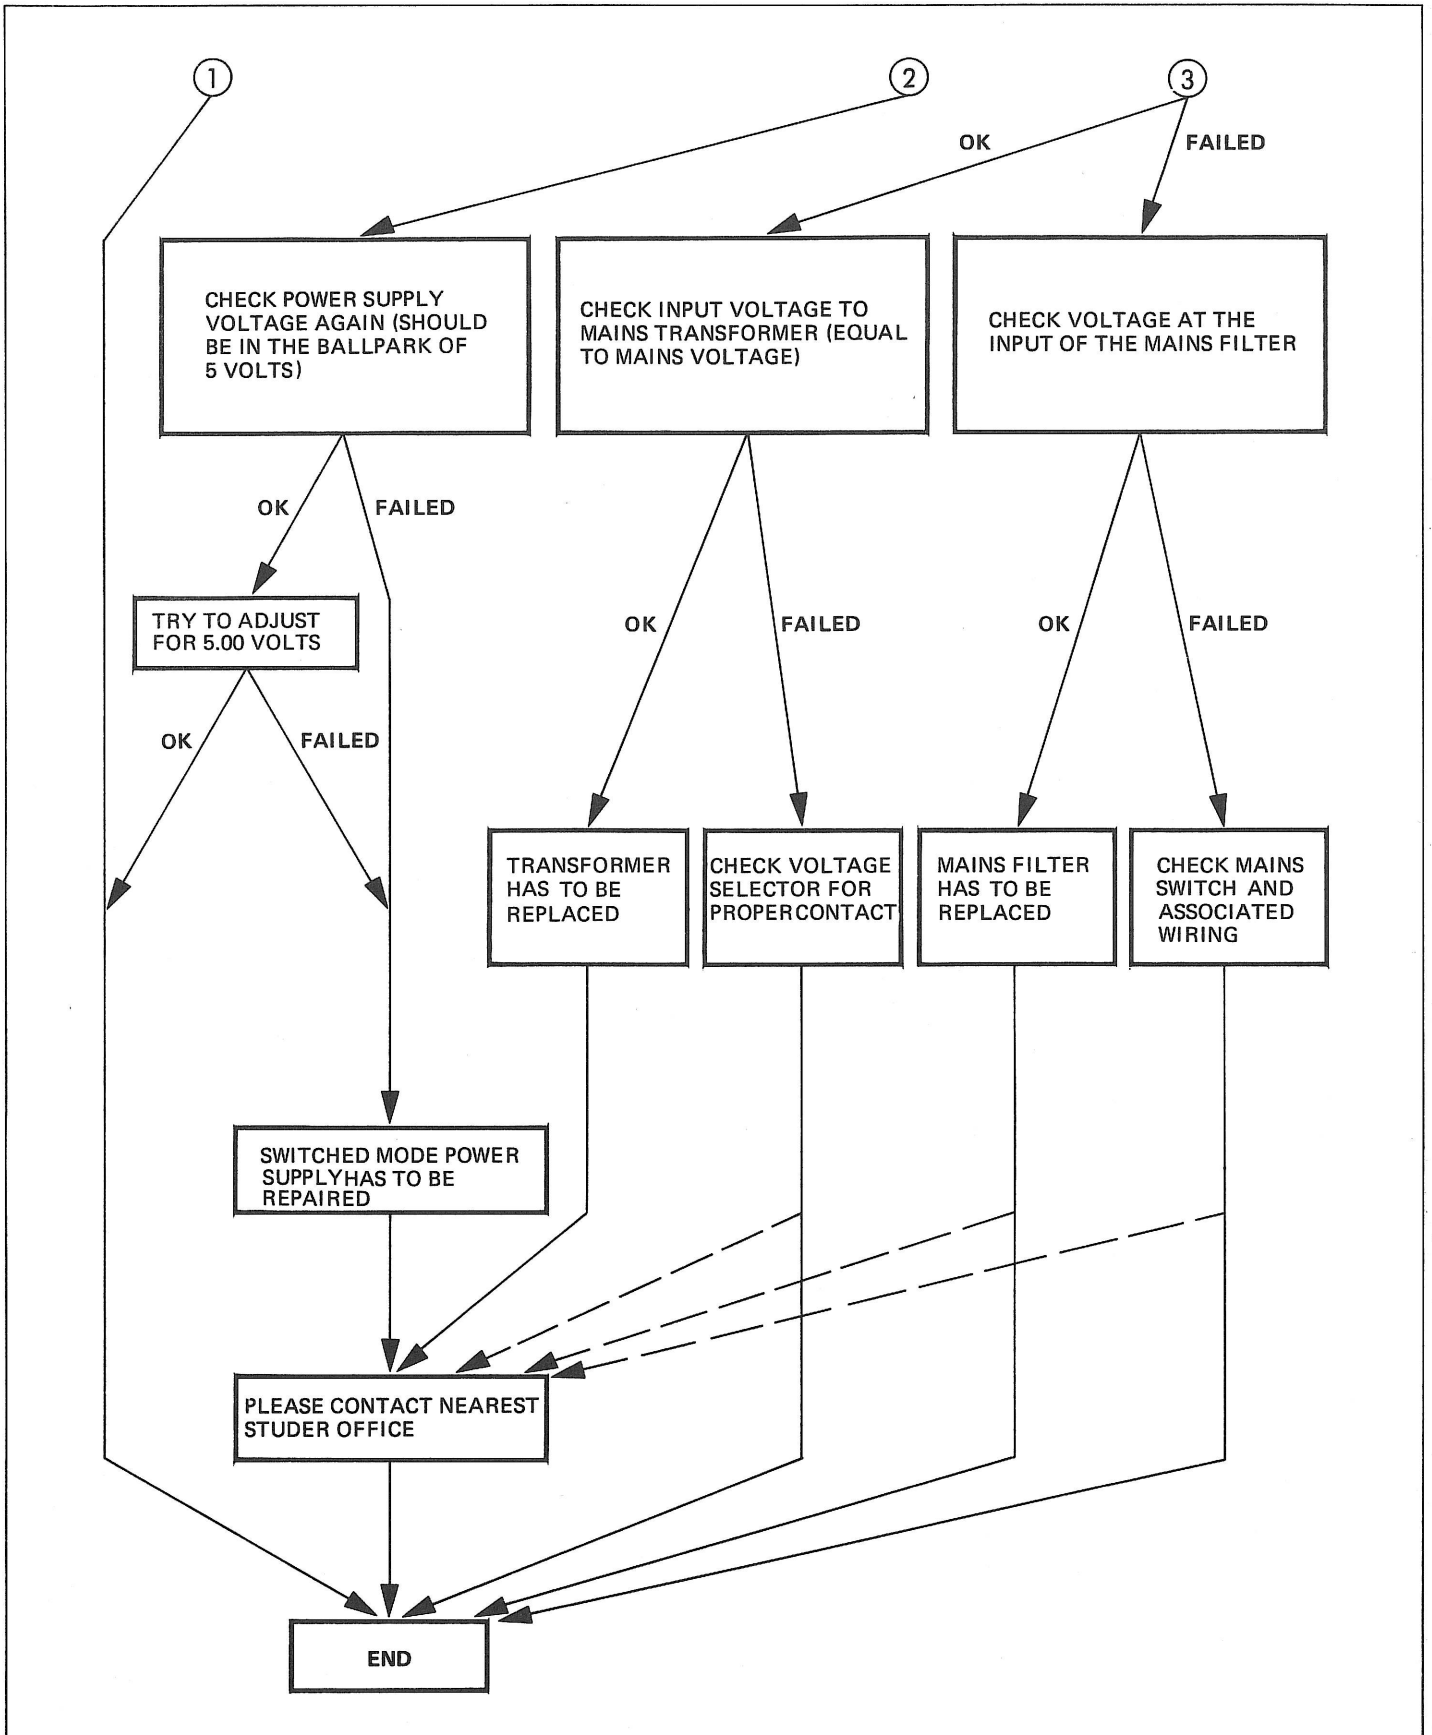 1
2
3
OK
FAILED
CHECK POWER SUPPLY
VOLTAGE AGAIN (SHOULD
BE IN THE BALLPARK OF
5 VOLTS)
CHECK INPUT VOLTAGE TO
MAINS TRANSFORMER (EQUAL
TO MAINS VOLTAGE)
CHECK VOLTAGE AT THE
INPUT OF THE MAINS FILTER
OK
FAILED
TRY TO ADJUST
FOR 5.00 VOLTS
OK
FAILED
OK
FAILED
OK
FAILED
TRANSFORMER
HAS TO BE
REPLACED
CHECK VOLTAGE
SELECTOR FOR
PROPER CONTACT
MAINS FILTER
HAS TO BE
REPLACED
CHECK MAINS
SWITCH AND
ASSOCIATED
WIRING
SWITCHED MODE POWER
SUPPLY HAS TO BE
REPAIRED
PLEASE CONTACT NEAREST
STUDER OFFICE
END